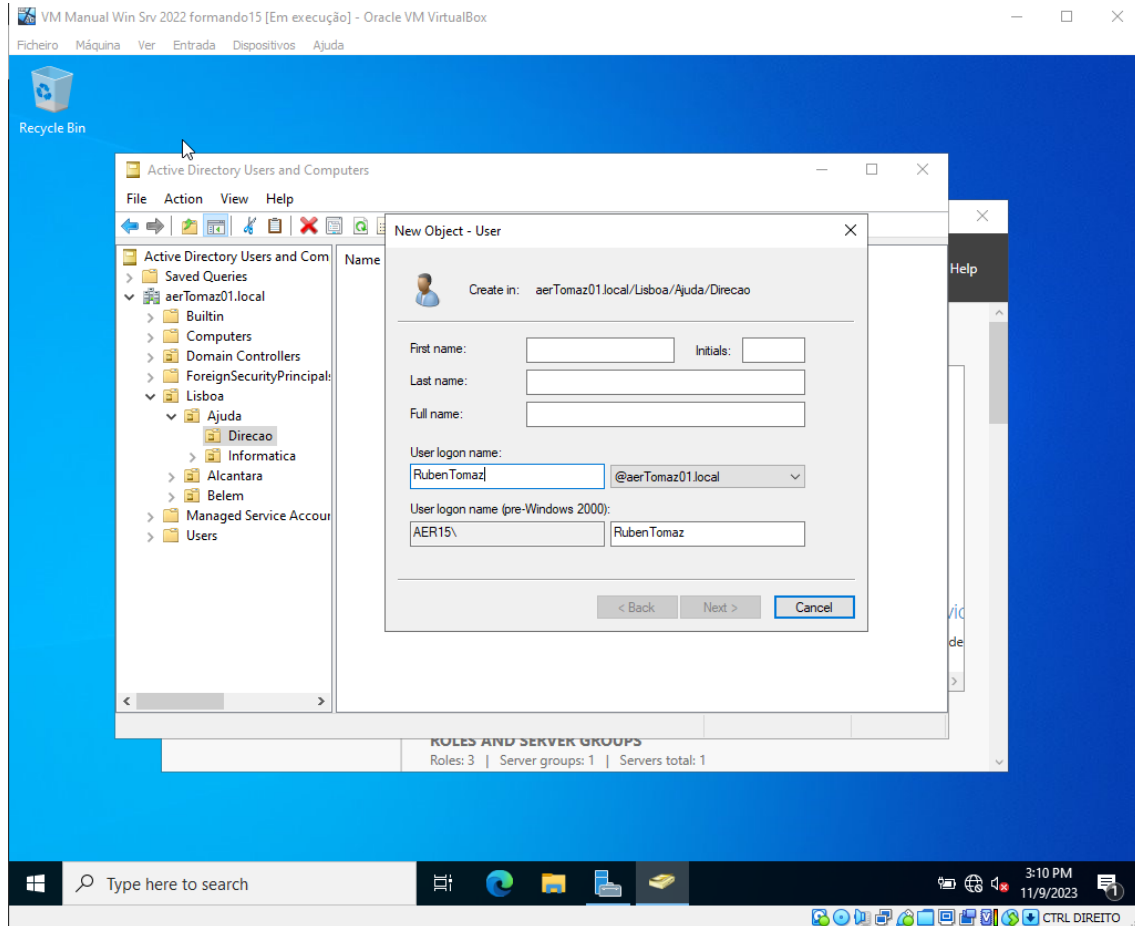 VM Manual Win Srv 2022 formando15 [Em execução] - Oracle VM VirtualBox
Ficheiro Máquina Ver Entrada Dispositivos Ajuda
Recycle Bin
Active Directory Users and Computers
File Action View Help
Active Directory Users and Com
Saved Queries
aerTomaz01.local
Builtin
Computers
Domain Controllers
ForeignSecurityPrincipals
Lisboa
Ajuda
Direcao
Informatica
Alcantara
Belem
Managed Service Accour
Users
Name
New Object - User
Create in: aerTomaz01.local/Lisboa/Ajuda/Direcao
First name: Initials:
Last name:
Full name:
User logon name:
RubenTomaz @aerTomaz01.local
User logon name (pre-Windows 2000):
AER15\ RubenTomaz
< Back Next > Cancel
Help
vic
de
ROLES AND SERVER GROUPS
Roles: 3 | Server groups: 1 | Servers total: 1
Type here to search
3:10 PM
11/9/2023
1
CTRL DIREITO